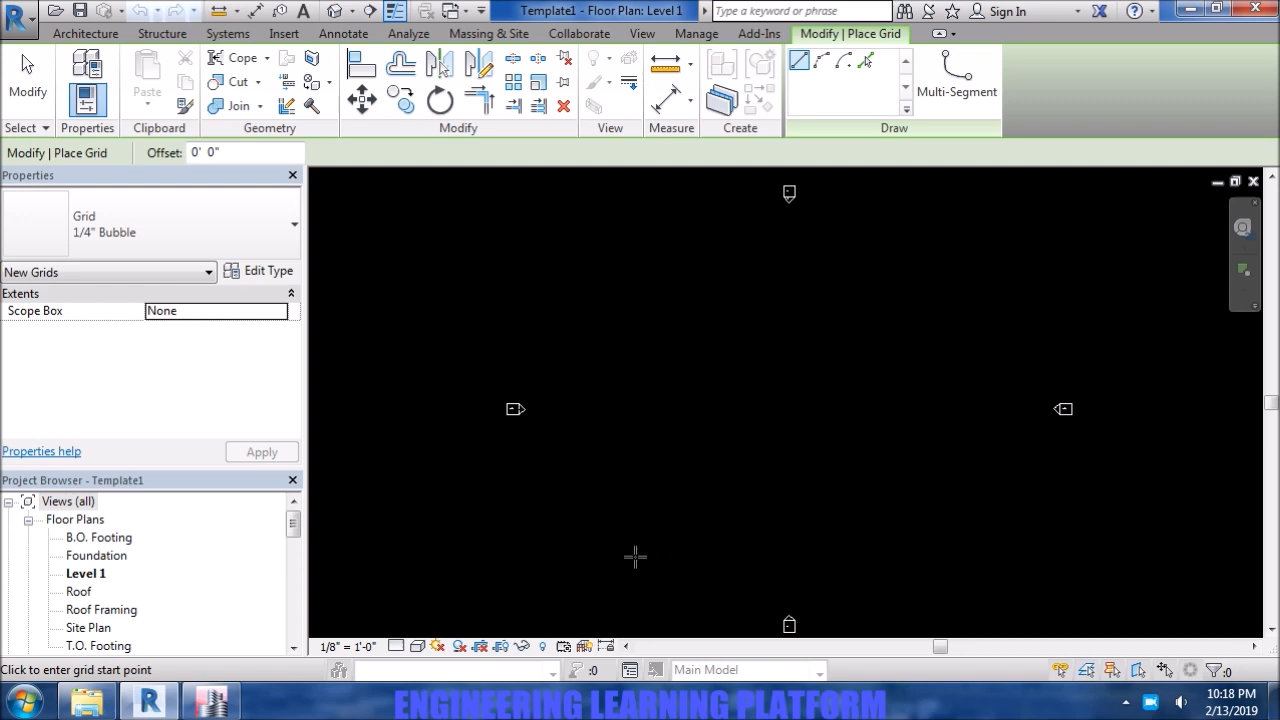 Template1 - Floor Plan: Level 1
Type a keyword or phrase
Sign In
Architecture Structure Systems Insert Annotate Analyze Massing & Site Collaborate View Manage Add-Ins Modify | Place Grid
Modify
Paste
Cope
Cut
Join
Multi-Segment
Select Properties Clipboard Geometry Modify View Measure Create Draw
Modify | Place Grid Offset: 0' 0"
Properties
Grid
1/4" Bubble
New Grids Edit Type
Extents
Scope Box None
Properties help Apply
Project Browser - Template1
Views (all)
Floor Plans
B.O. Footing
Foundation
Level 1
Roof
Roof Framing
Site Plan
T.O. Footing
1/8" = 1'-0"
Click to enter grid start point
:0
Main Model
:0
ENGINEERING LEARNING PLATFORM
10:18 PM
2/13/2019